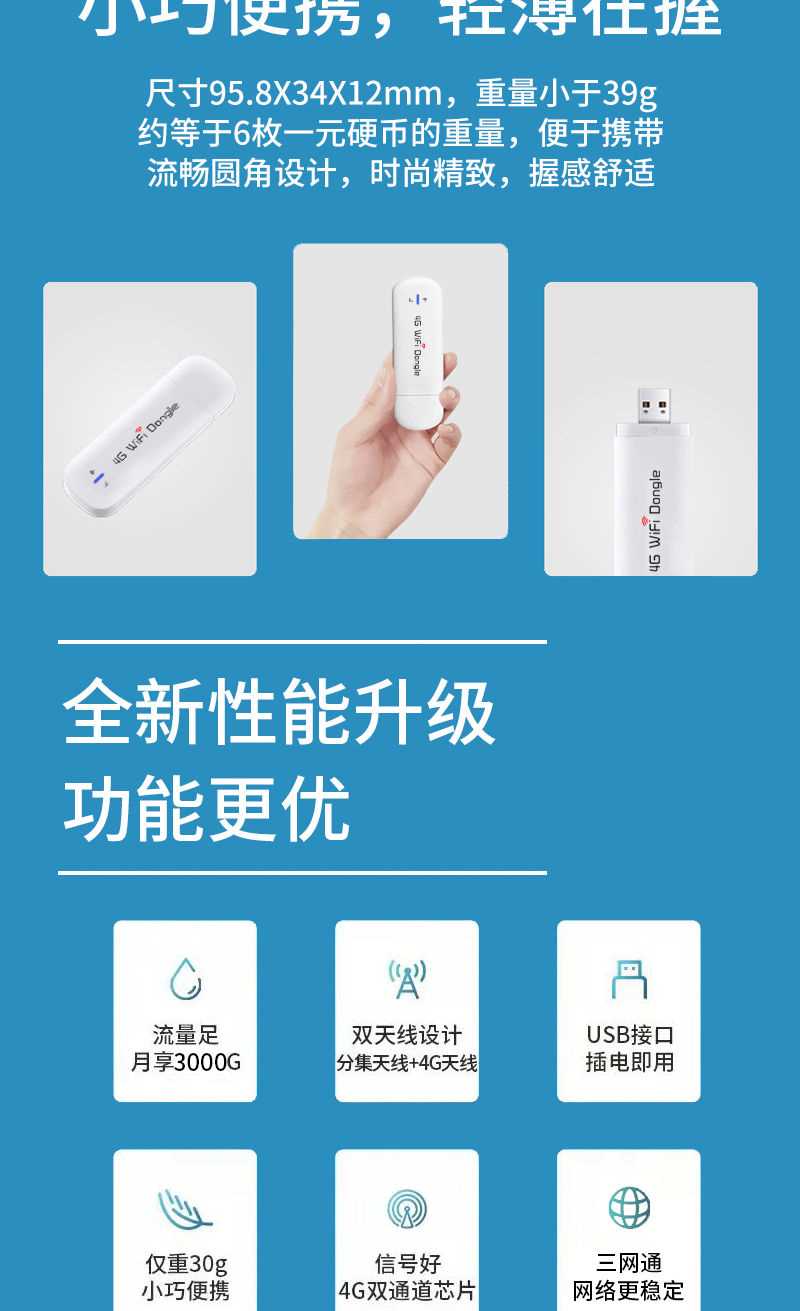 小巧便携，轻薄在握
尺寸95.8X34X12mm，重量小于39g
约等于6枚一元硬币的重量，便于携带
流畅圆角设计，时尚精致，握感舒适
4G WiFi Dongle
4G WiFi Dongle
4G WiFi Dongle
全新性能升级
功能更优
流量足
月享3000G
双天线设计
分集天线+4G天线
USB接口
插电即用
仅重30g
小巧便携
信号好
4G双通道芯片
三网通
网络更稳定